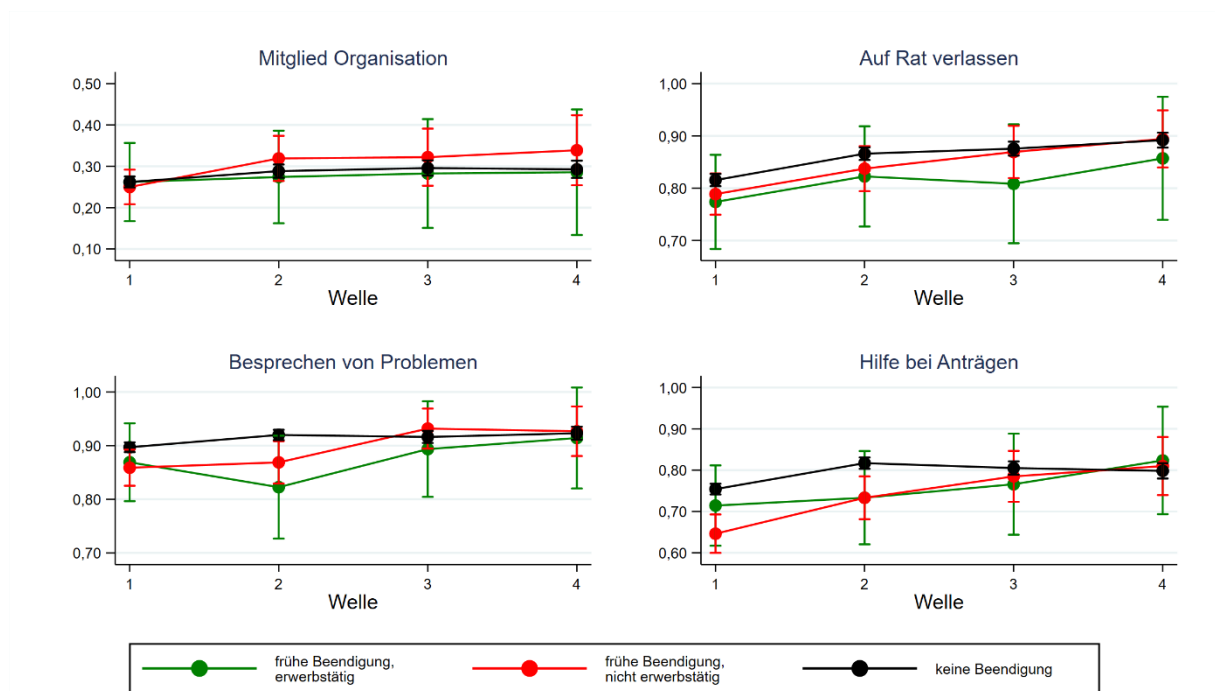 Mitglied Organisation
0,50
0,40
0,30
0,20
0,10
1 2 3 4
Welle
Auf Rat verlassen
1,00
0,90
0,80
0,70
1 2 3 4
Welle
Besprechen von Problemen
1,00
0,90
0,80
0,70
1 2 3 4
Welle
Hilfe bei Anträgen
1,00
0,90
0,80
0,70
0,60
1 2 3 4
Welle
frühe Beendigung,
erwerbstätig
frühe Beendigung,
nicht erwerbstätig
keine Beendigung